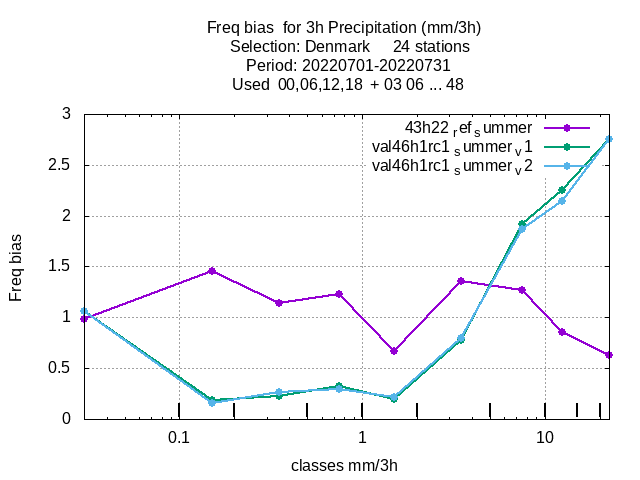 Freq bias  for 3h Precipitation (mm/3h)
Selection: Denmark     24 stations
Period: 20220701-20220731
Used  00,06,12,18  + 03 06 ... 48
3
2.5
2
1.5
1
0.5
0
Freq bias
43h22 ref summer
val46h1rc1 summer v1
val46h1rc1 summer v2
0.1 1 10
classes mm/3h